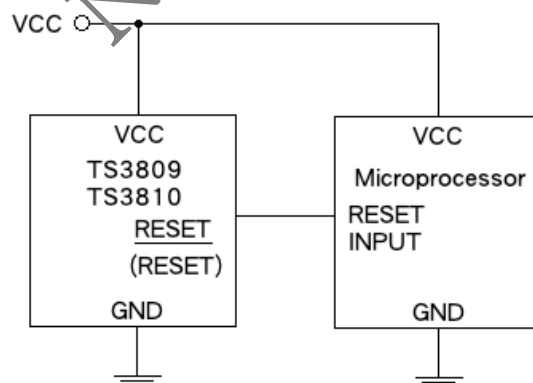 VCC
VCC
TS3809
TS3810
RESET
(RESET)
GND
VCC
Microprocessor
RESET
INPUT
GND